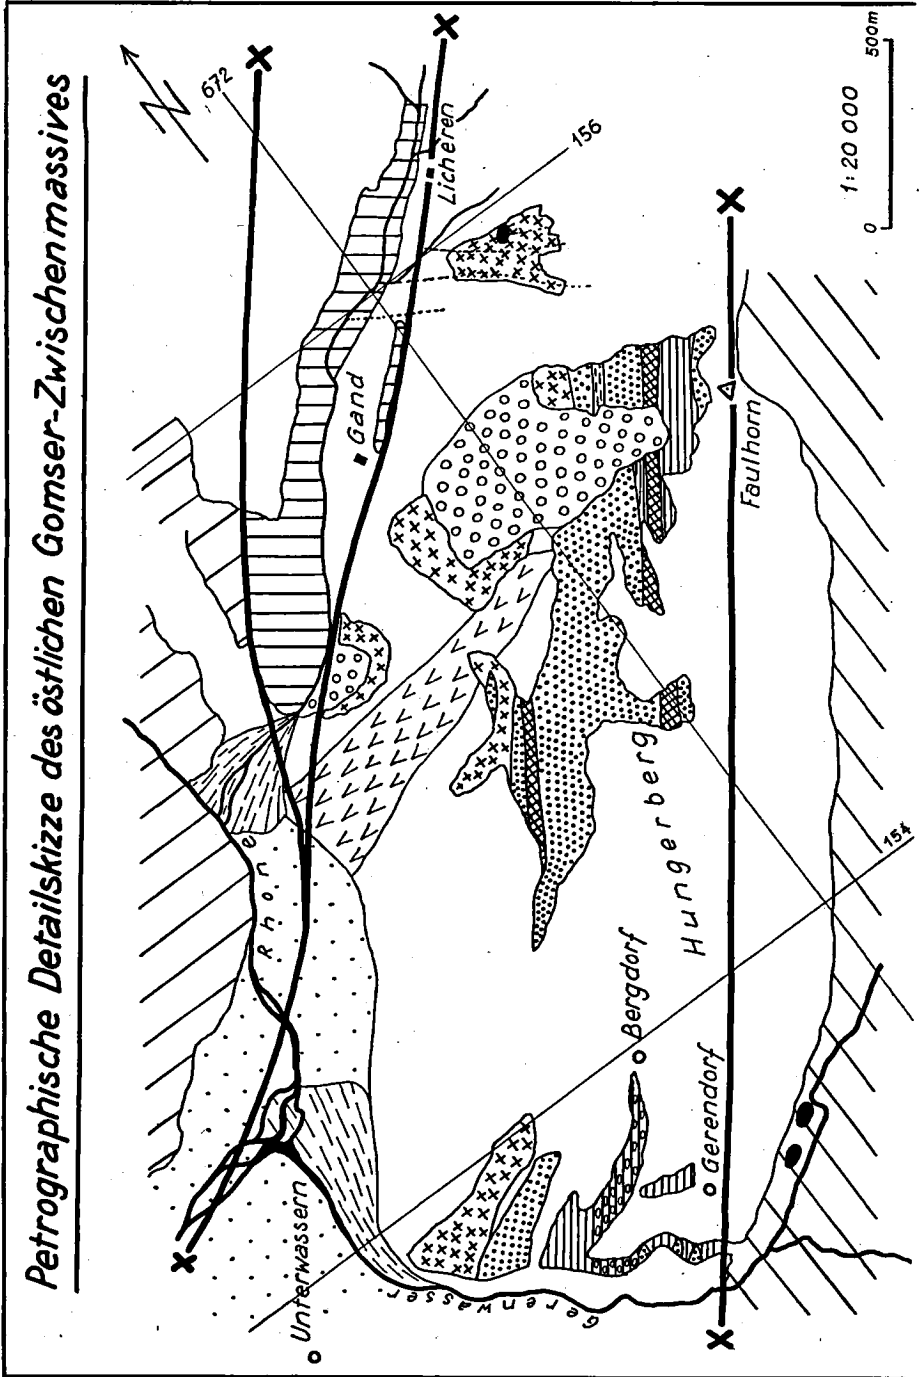 Petrographische Detailskizze des östlichen Gomser-Zwischenmassives
N
672
156
Licheren
Gand
Faulhorn
Rhone
Hungerberg
Bergdorf
Gerendorf
Unterwassern
Gerenwasser
154
1:20 000
0 500m